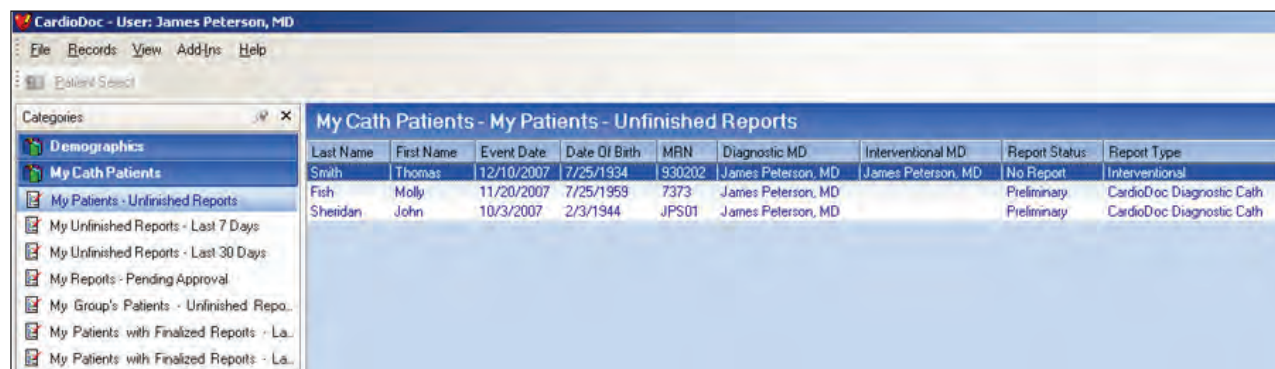 CardioDoc - User: James Peterson, MD
File Records View Add-Ins Help
Patient Select
Categories
Demographics
My Cath Patients
My Patients - Unfinished Reports
My Unfinished Reports - Last 7 Days
My Unfinished Reports - Last 30 Days
My Reports - Pending Approval
My Group's Patients - Unfinished Repo...
My Patients with Finalized Reports - La...
My Patients with Finalized Reports - La...
My Cath Patients - My Patients - Unfinished Reports
Last Name First Name Event Date Date Of Birth MRN Diagnostic MD Interventional MD Report Status Report Type
Smith Thomas 12/10/2007 7/25/1934 930202 James Peterson, MD James Peterson, MD No Report Interventional
Fish Molly 11/20/2007 7/25/1959 7373 James Peterson, MD Preliminary CardioDoc Diagnostic Cath
Sheridan John 10/3/2007 2/3/1944 JPS01 James Peterson, MD Preliminary CardioDoc Diagnostic Cath